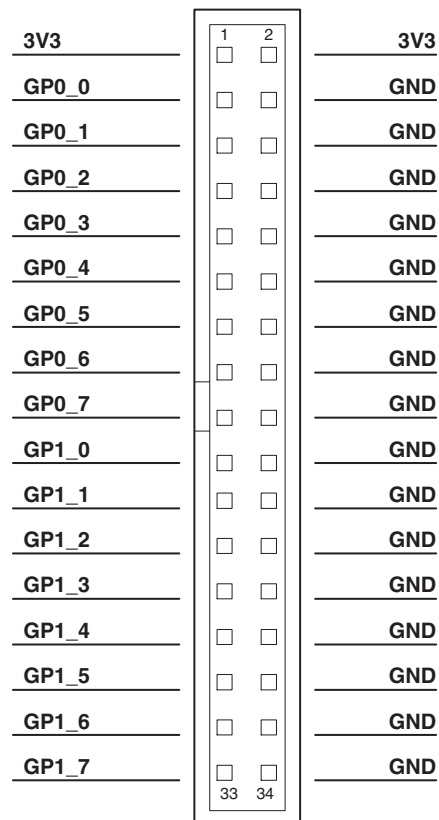 1 2
3V3 3V3
GP0_0 GND
GP0_1 GND
GP0_2 GND
GP0_3 GND
GP0_4 GND
GP0_5 GND
GP0_6 GND
GP0_7 GND
GP1_0 GND
GP1_1 GND
GP1_2 GND
GP1_3 GND
GP1_4 GND
GP1_5 GND
GP1_6 GND
GP1_7 GND
33 34